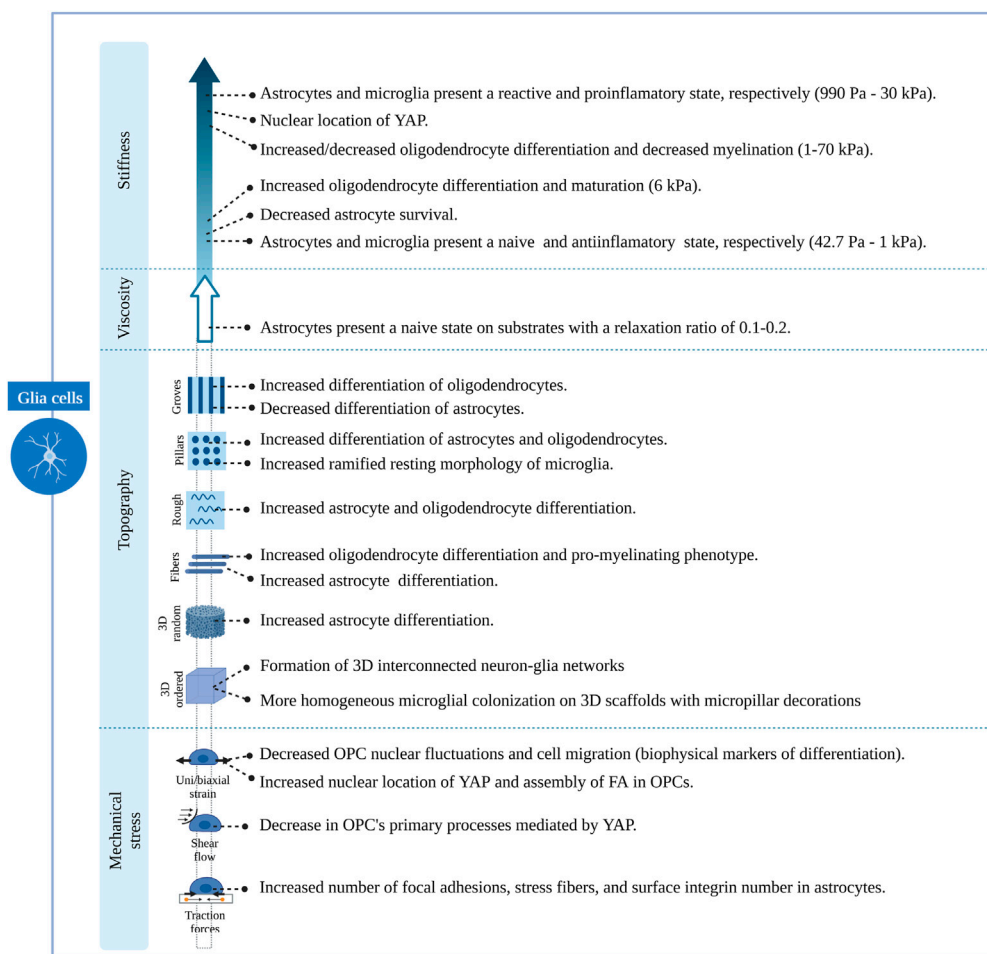 Stiffness
Astrocytes and microglia present a reactive and proinflamatory state, respectively (990 Pa - 30 kPa).
Nuclear location of YAP.
Increased/decreased oligodendrocyte differentiation and decreased myelination (1-70 kPa).
Increased oligodendrocyte differentiation and maturation (6 kPa).
Decreased astrocyte survival.
Astrocytes and microglia present a naive and antiinflamatory state, respectively (42.7 Pa - 1 kPa).
Viscosity
Astrocytes present a naive state on substrates with a relaxation ratio of 0.1-0.2.
Glia cells
Topography
Groves
Increased differentiation of oligodendrocytes.
Decreased differentiation of astrocytes.
Pillars
Increased differentiation of astrocytes and oligodendrocytes.
Increased ramified resting morphology of microglia.
Rough
Increased astrocyte and oligodendrocyte differentiation.
Fibers
Increased oligodendrocyte differentiation and pro-myelinating phenotype.
Increased astrocyte differentiation.
3D
random
Increased astrocyte differentiation.
3D
ordered
Formation of 3D interconnected neuron-glia networks
More homogeneous microglial colonization on 3D scaffolds with micropillar decorations
Mechanical
stress
Decreased OPC nuclear fluctuations and cell migration (biophysical markers of differentiation).
Increased nuclear location of YAP and assembly of FA in OPCs.
Uni/biaxial
strain
Decrease in OPC's primary processes mediated by YAP.
Shear
flow
Increased number of focal adhesions, stress fibers, and surface integrin number in astrocytes.
Traction
forces